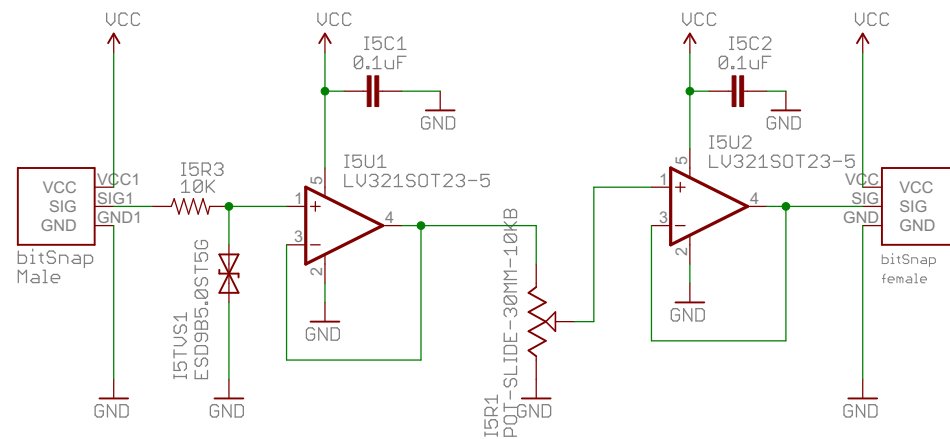 VCC
VCC
VCC
VCC
I5C1
0.1uF
GND
I5C2
0.1uF
GND
I5U1
LV321SOT23-5
I5U2
LV321SOT23-5
VCC
SIG
GND
VCC1
SIG1
GND1
bitSnap
Male
I5R3
10K
I5TVS1
ESD9B5.0ST5G
GND
GND
1
3
5
2
4
+
−
GND
I5R1
POT-SLIDE-30MM-10KB
GND
1
3
5
2
4
+
−
GND
VCC
SIG
GND
VCC
SIG
GND
bitSnap
female
GND